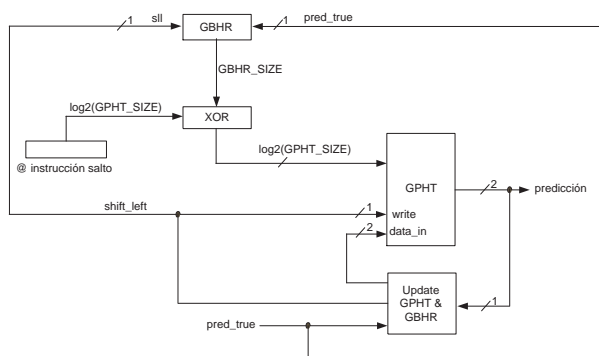 1
sll
GBHR
1
pred_true
GBHR_SIZE
log2(GPHT_SIZE)
XOR
@ instrucción salto
log2(GPHT_SIZE)
GPHT
2
predicción
shift_left
1
write
2
data_in
Update
GPHT &
GBHR
1
pred_true